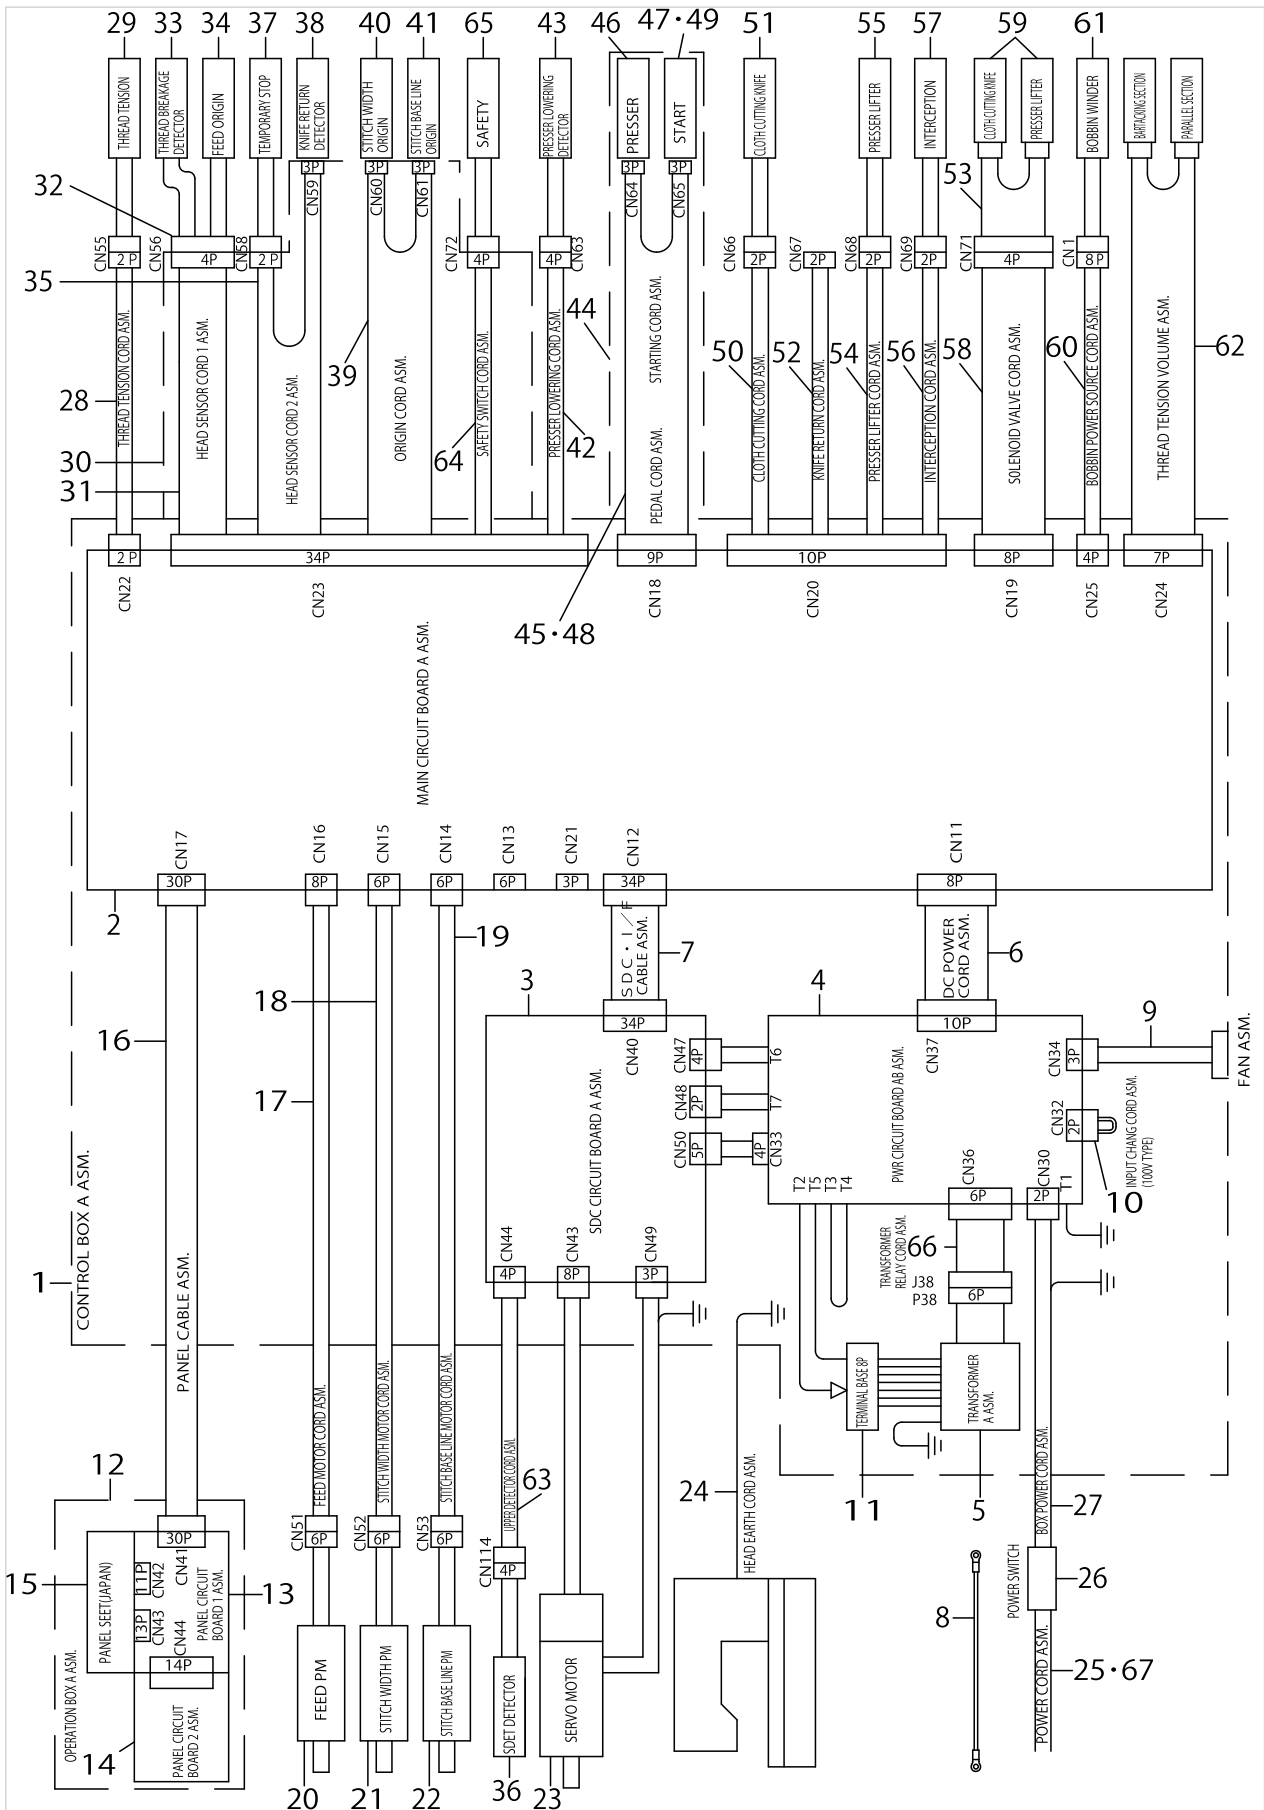 29 33 34 37 38 40 41 65 43 46 47・49 51 55 57 59 61
THREAD TENSION
THREAD BREAKAGE
DETECTOR
FEED ORIGIN
TEMPORARY STOP
KNIFE RETURN
DETECTOR
STITCH WIDTH
ORIGIN
STITCH BASE LINE
ORIGIN
SAFETY
PRESSER LOWERING
DETECTOR
PRESSER
START
CLOTH CUTTING KNIFE
PRESSER LIFTER
INTERCEPTION
CLOTH CUTTING KNIFE
PRESSER LIFTER
BOBBIN WINDER
BARTACKING SECTION
PARALLEL SECTION
3P 3P 3P 3P 3P
CN59 CN60 CN61 CN64 CN65
32
53
CN55 CN56 CN58 CN72 CN63 CN66 CN67 CN68 CN69 CN71 CN 1
2 P 4P 2 P 4P 4P 2P 2P 2P 2P 4P 8 P
35
44
39
50 52 54 56 58 60 62
28
30
31
64
42
THREAD TENSION CORD ASM.
HEAD SENSOR CORD 1 ASM.
HEAD SENSOR CORD 2 ASM.
ORIGIN CORD ASM.
SAFETY SWITCH CORD ASM.
PRESSER LOWERING CORD ASM.
PEDAL CORD ASM.
STARTING CORD ASM.
CLOTH CUTTING CORD ASM.
KNIFE RETURN CORD ASM.
PRESSER LIFTER CORD ASM.
INTERCEPTION CORD ASM.
SOLENOID VALVE CORD ASM.
BOBBIN POWER SOURCE CORD ASM.
THREAD TENSION VOLUME ASM.
2 P 34P 9P 10P 8P 4P 7P
CN22 CN23 CN18 CN20 CN19 CN25 CN24
45・48
MAIN CIRCUIT BOARD A ASM.
CN17 CN16 CN15 CN14 CN13 CN21 CN12 CN11
30P 8P 6P 6P 6P 3P 34P 8P
2
19
SDC・I/F
CABLE ASM.
7
DC POWER
CORD ASM.
6
3
4
18
9
16
34P
CN40
10P
CN37
CN47
4P
T6
CN34
3P
FAN ASM.
17
CN48
2P
T7
CN32
2P
CN50
5P
4P
CN33
SDC CIRCUIT BOARD A ASM.
PWR CIRCUIT BOARD AB ASM.
INPUT CHANG CORD ASM.
(100V TYPE)
10
T2
T5
T3
T4
CN36
6P
CN30
2P
T1
1
CONTROL BOX A ASM.
CN44
4P
CN43
8P
CN49
3P
TRANSFORMER
RELAY CORD ASM.
66
J38
P38
6P
PANEL CABLE ASM.
FEED MOTOR CORD ASM.
STITCH WIDTH MOTOR CORD ASM.
STITCH BASE LINE MOTOR CORD ASM.
UPPER DETECTOR CORD ASM.
63
HEAD EARTH CORD ASM.
24
TERMINAL BASE 8P
TRANSFORMER
A ASM.
11
5
BOX POWER CORD ASM.
27
12
30P
CN41
CN51
6P
CN52
6P
CN53
6P
CN114
4P
15
PANEL SEET(JAPAN)
11P
CN42
13P
CN43
CN44
14P
PANEL CIRCUIT
BOARD 1 ASM.
13
OPERATION BOX A ASM.
14
PANEL CIRCUIT
BOARD 2 ASM.
FEED PM
STITCH WIDTH PM
STITCH BASE LINE PM
SDET DETECTOR
SERVO MOTOR
8
POWER SWITCH
26
POWER CORD ASM.
25・67
20 21 22 36 23